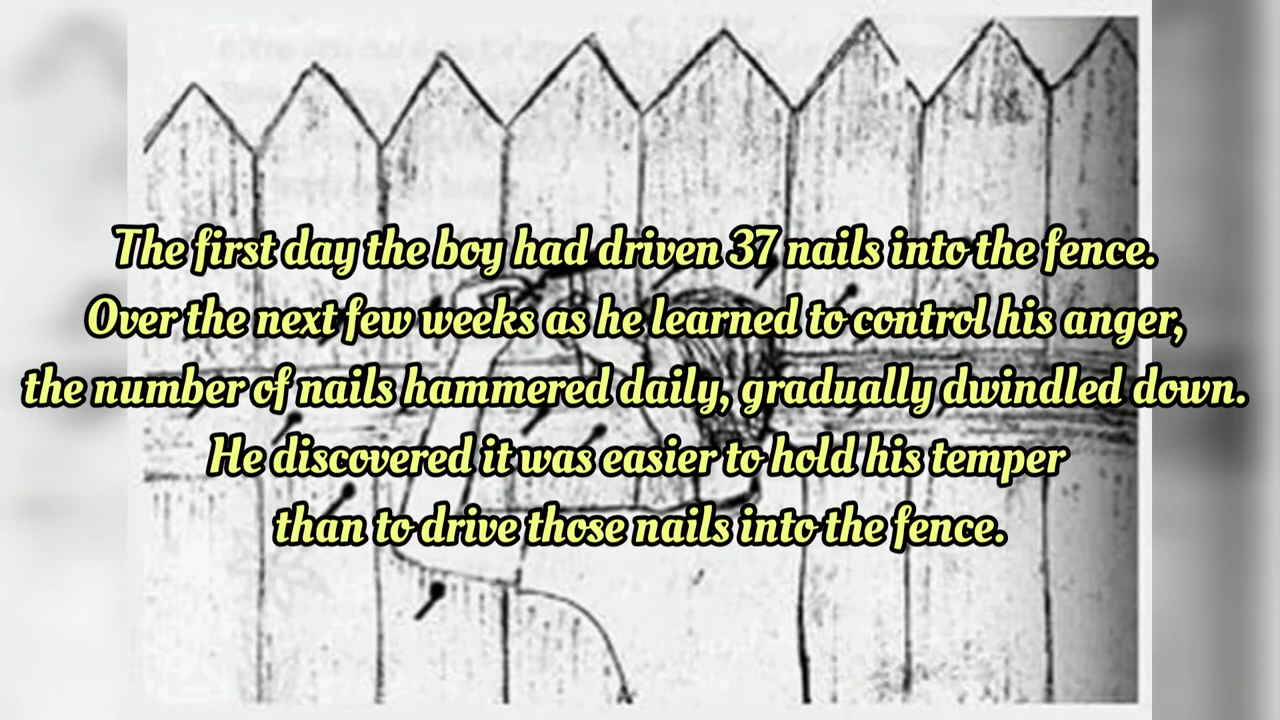 The first day the boy had driven 37 nails into the fence.
Over the next few weeks as he learned to control his anger,
the number of nails hammered daily, gradually dwindled down.
He discovered it was easier to hold his temper
than to drive those nails into the fence.